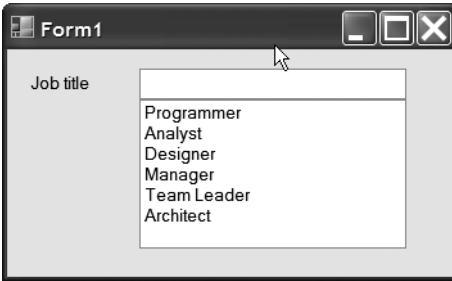 Form1
Job title
Programmer
Analyst
Designer
Manager
Team Leader
Architect